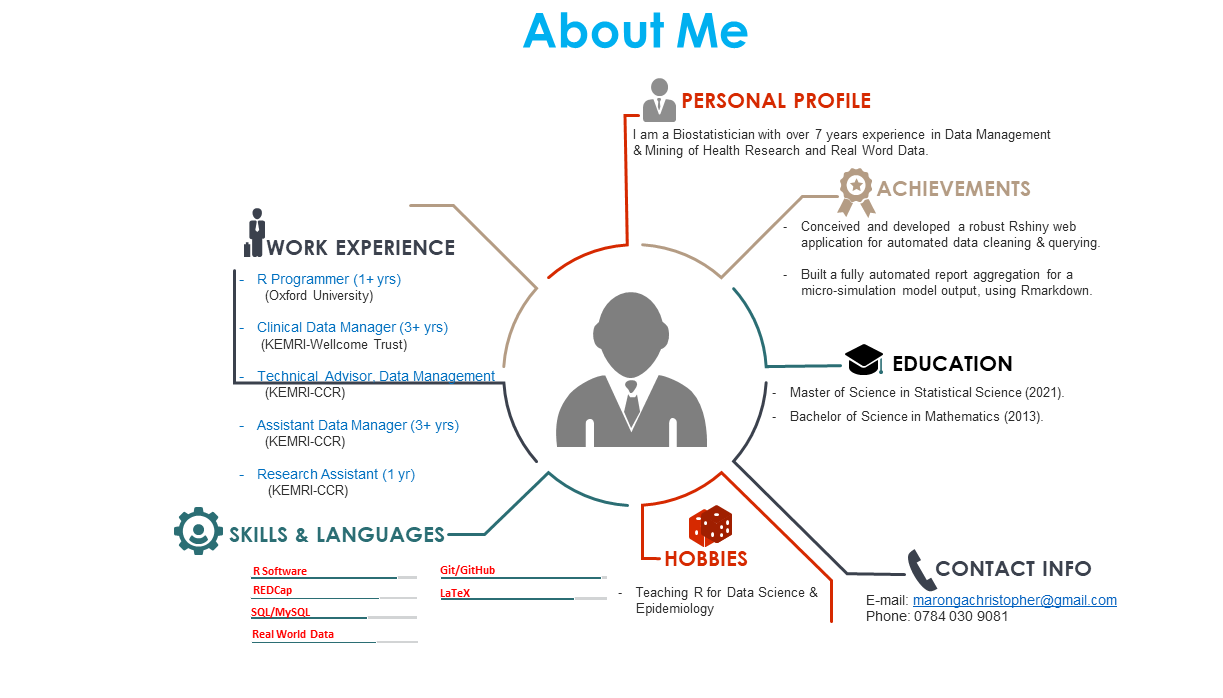 About Me
PERSONAL PROFILE
I am a Biostatistician with over 7 years experience in Data Management
& Mining of Health Research and Real Word Data.
ACHIEVEMENTS
- Conceived and developed a robust Rshiny web
application for automated data cleaning & querying.
- Built a fully automated report aggregation for a
micro-simulation model output, using Rmarkdown.
WORK EXPERIENCE
- R Programmer (1+ yrs)
(Oxford University)
- Clinical Data Manager (3+ yrs)
(KEMRI-Wellcome Trust)
- Technical Advisor, Data Management
(KEMRI-CCR)
- Assistant Data Manager (3+ yrs)
(KEMRI-CCR)
- Research Assistant (1 yr)
(KEMRI-CCR)
EDUCATION
- Master of Science in Statistical Science (2021).
- Bachelor of Science in Mathematics (2013).
SKILLS & LANGUAGES
R Software
REDCap
SQL/MySQL
Real World Data
Git/GitHub
LaTeX
HOBBIES
- Teaching R for Data Science &
Epidemiology
CONTACT INFO
E-mail: marongachristopher@gmail.com
Phone: 0784 030 9081